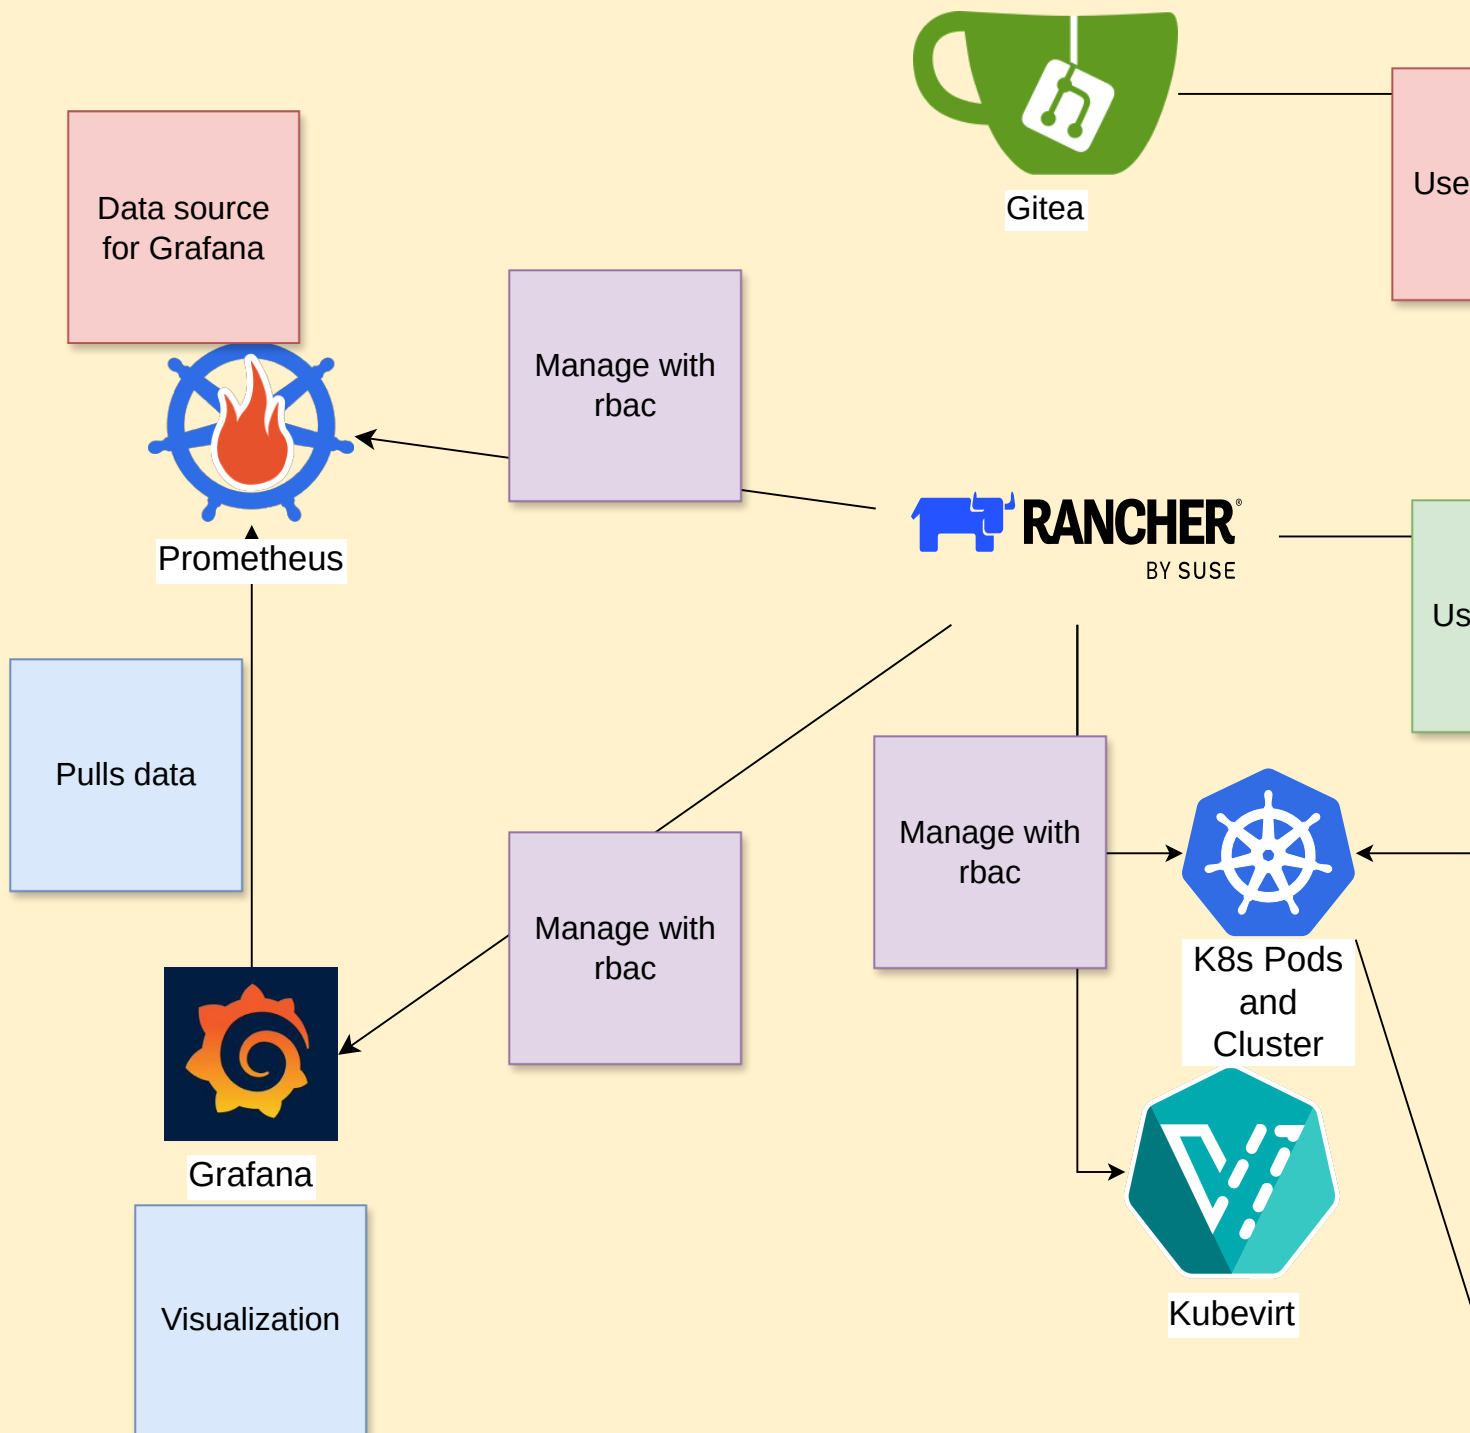 Gitea
Use
Data source
for Grafana
Manage with
rbac
RANCHER®
BY SUSE
Prometheus
Us
Pulls data
Manage with
rbac
Manage with
rbac
K8s Pods
and
Cluster
Grafana
Kubevirt
Visualization